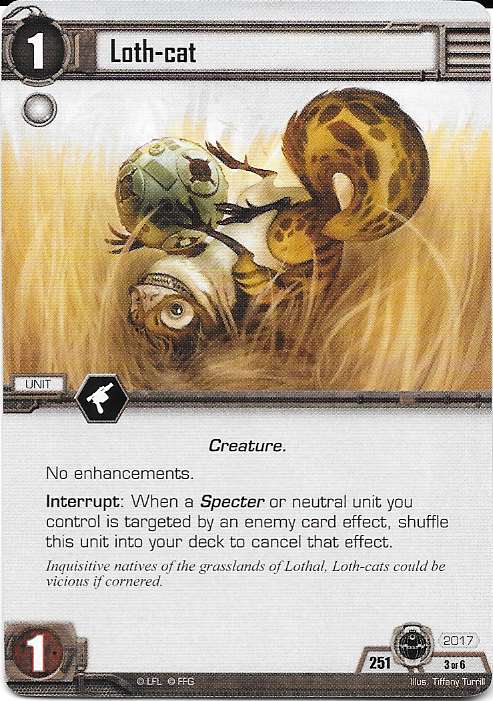 1
Loth-cat
UNIT
Creature.
No enhancements.
Interrupt: When a Specter or neutral unit you
control is targeted by an enemy card effect, shuffle
this unit into your deck to cancel that effect.
Inquisitive natives of the grasslands of Lothal, Loth-cats could be
vicious if cornered.
1
2017
251
3 OF 6
© LFL © FFG
Illus. Tiffany Turrill